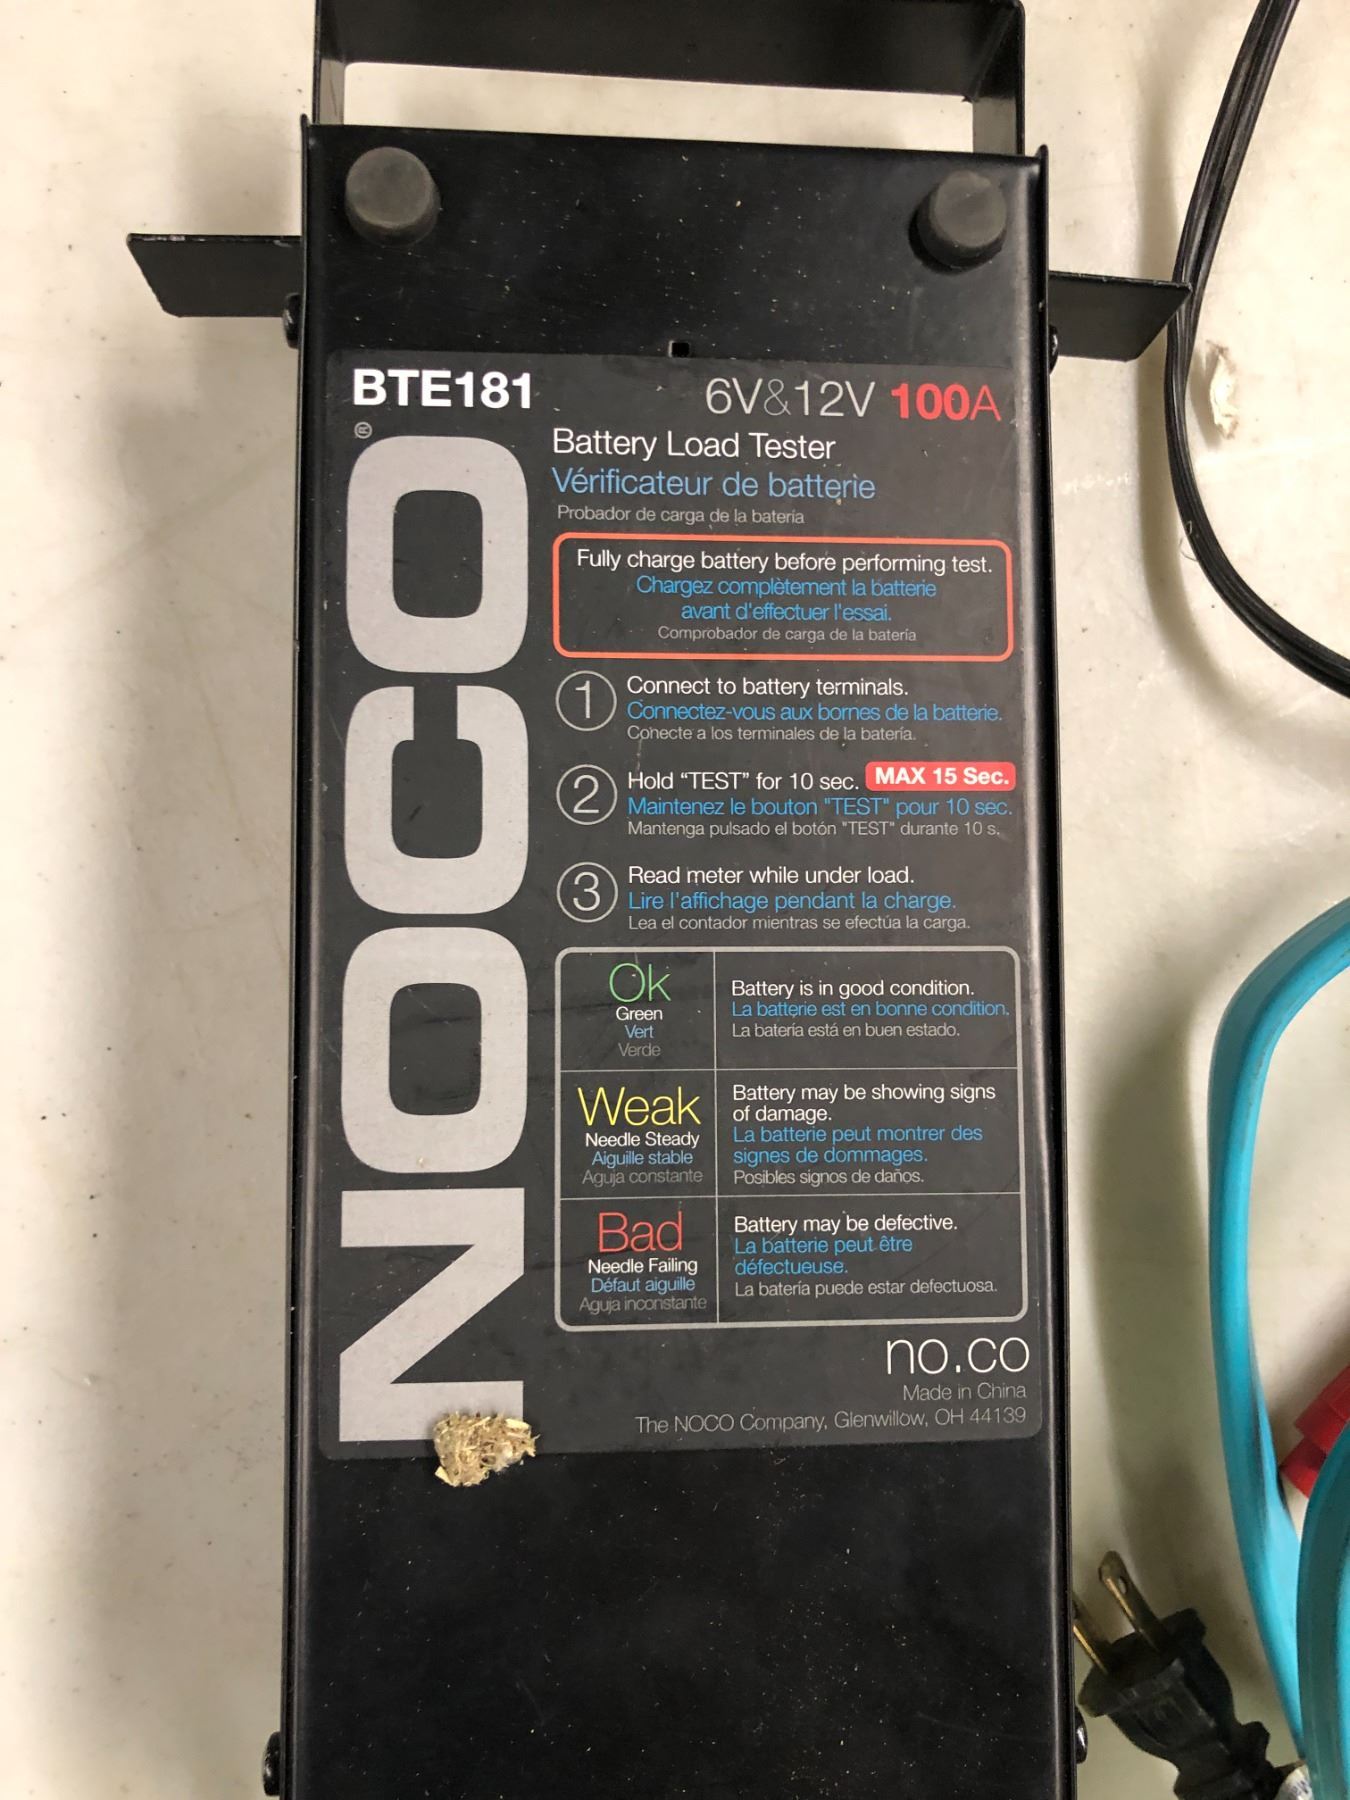 BTE181
6V&12V 100A
NOCO®
Battery Load Tester
Vérificateur de batterie
Probador de carga de la batería
Fully charge battery before performing test.
Chargez complètement la batterie
avant d'effectuer l'essai.
Comprobador de carga de la batería
1 Connect to battery terminals.
Connectez-vous aux bornes de la batterie.
Conecte a los terminales de la batería.
2 Hold “TEST” for 10 sec. MAX 15 Sec.
Maintenez le bouton "TEST" pour 10 sec.
Mantenga pulsado el botón "TEST" durante 10 s.
3 Read meter while under load.
Lire l'affichage pendant la charge.
Lea el contador mientras se efectúa la carga.
Ok
Green
Vert
Verde
Battery is in good condition.
La batterie est en bonne condition.
La batería está en buen estado.
Weak
Needle Steady
Aiguille stable
Aguja constante
Battery may be showing signs
of damage.
La batterie peut montrer des
signes de dommages.
Posibles signos de daños.
Bad
Needle Failing
Défaut aiguille
Aguja inconstante
Battery may be defective.
La batterie peut être
défectueuse.
La batería puede estar defectuosa.
no.co
Made in China
The NOCO Company, Glenwillow, OH 44139